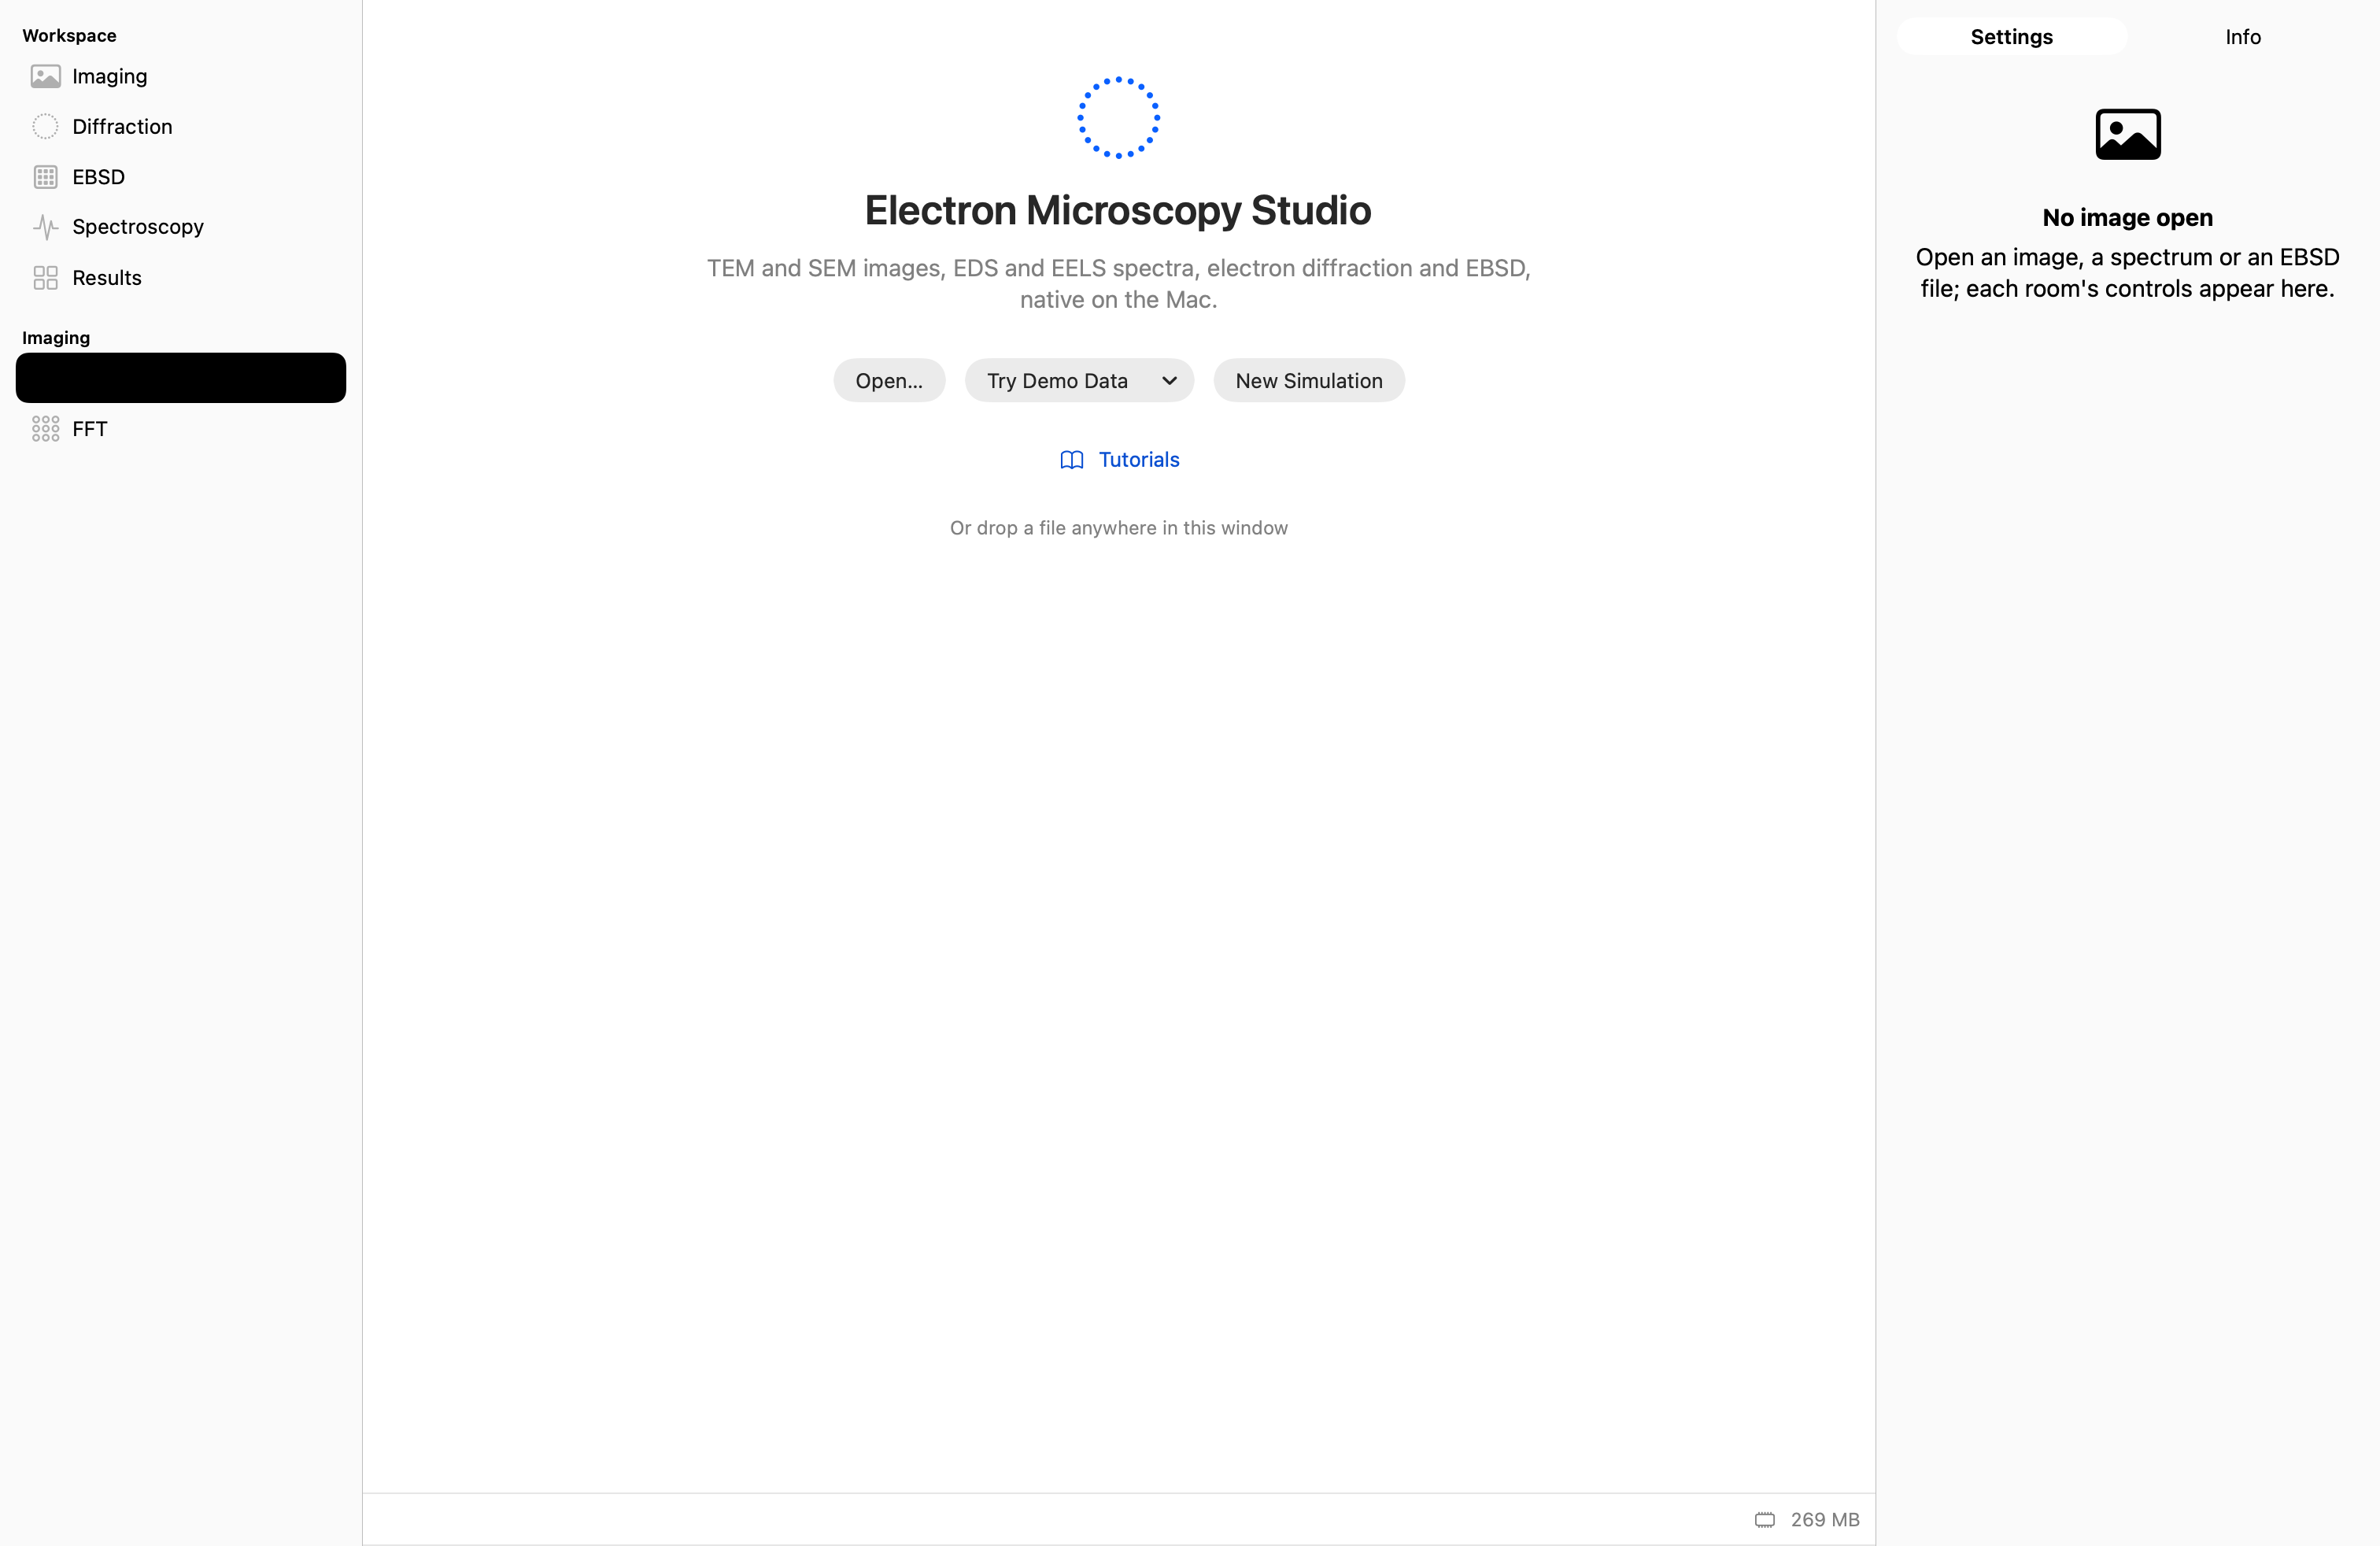 Workspace
Imaging
Diffraction
EBSD
Spectroscopy
Results
Imaging
FFT
Electron Microscopy Studio
TEM and SEM images, EDS and EELS spectra, electron diffraction and EBSD,
native on the Mac.
Open...
Try Demo Data
New Simulation
Tutorials
Or drop a file anywhere in this window
269 MB
Settings
Info
No image open
Open an image, a spectrum or an EBSD
file; each room's controls appear here.